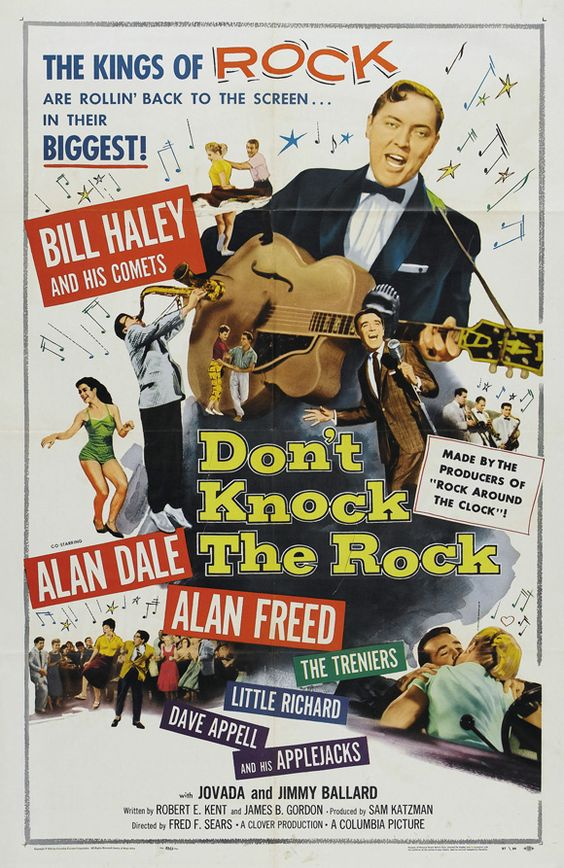 THE KINGS OF ROCK
ARE ROLLIN' BACK TO THE SCREEN...
IN THEIR
BIGGEST!
BILL HALEY
AND HIS COMETS
Don't
Knock
The Rock
MADE BY THE
PRODUCERS OF
"ROCK AROUND
THE CLOCK"!
CO-STARRING
ALAN DALE
ALAN FREED
THE TRENIERS
LITTLE RICHARD
DAVE APPELL
AND HIS APPLEJACKS
with JOVADA and JIMMY BALLARD
Written by ROBERT E. KENT and JAMES B. GORDON • Produced by SAM KATZMAN
Directed by FRED F. SEARS • A CLOVER PRODUCTION • A COLUMBIA PICTURE